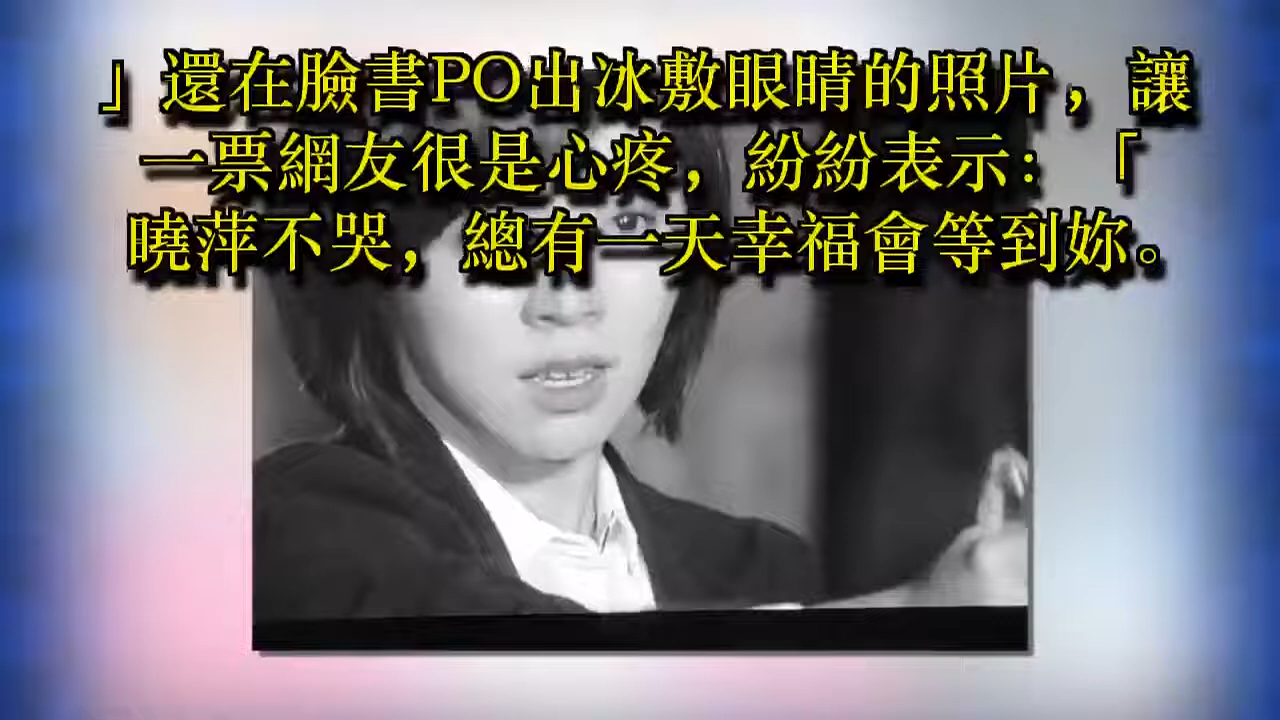 」還在臉書PO出冰敷眼睛的照片，讓
一票網友很是心疼，紛紛表示：「
曉萍不哭，總有一天幸福會等到妳。